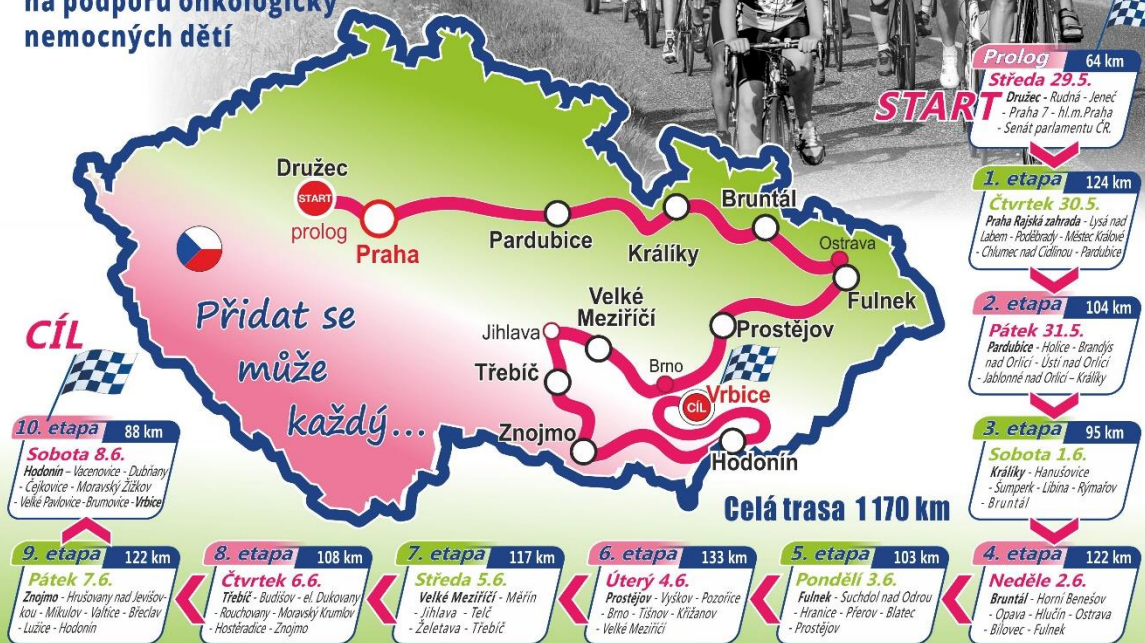 na podporu onkologicky
nemocných dětí
START
Prolog 64 km
Středa 29.5.
Družec - Rudná - Jeneč
- Praha 7 - hl.m.Praha
- Senát parlamentu ČR.
1. etapa 124 km
Čtvrtek 30.5.
Praha Rajská zahrada - Lysá nad
Labem - Poděbrady - Městec Králové
- Chlumec nad Cidlinou - Pardubice
2. etapa 104 km
Pátek 31.5.
Pardubice - Holice - Brandýs
nad Orlicí - Ústí nad Orlicí
- Jablonné nad Orlicí – Králíky
3. etapa 95 km
Sobota 1.6.
Králíky - Hanušovice
- Šumperk - Libina - Rýmařov
- Bruntál
4. etapa 122 km
Neděle 2.6.
Bruntál - Horní Benešov
- Opava - Hlučín - Ostrava
- Bílovec - Fulnek
5. etapa 103 km
Pondělí 3.6.
Fulnek - Suchdol nad Odrou
- Hranice - Přerov - Blatec
- Prostějov
6. etapa 133 km
Úterý 4.6.
Prostějov - Vyškov - Pozořice
- Brno - Tišnov - Křižanov
- Velké Meziříčí
7. etapa 117 km
Středa 5.6.
Velké Meziříčí - Měřín
- Jihlava - Telč
- Želetava - Třebíč
8. etapa 108 km
Čtvrtek 6.6.
Třebíč - Budišov - el. Dukovany
- Rouchovany - Moravský Krumlov
- Hostěradice - Znojmo
9. etapa 122 km
Pátek 7.6.
Znojmo - Hrušovany nad Jevišov-
kou - Mikulov - Valtice - Břeclav
- Lužice - Hodonín
10. etapa 88 km
Sobota 8.6.
Hodonín – Vacenovice - Dubňany
- Čejkovice - Moravský Žižkov
- Velké Pavlovice - Brumovice - Vrbice
CÍL
Družec
START
prolog
Praha
Pardubice
Králíky
Bruntál
Ostrava
Fulnek
Prostějov
Velké
Meziříčí
Jihlava
Třebíč
Brno
Vrbice
CÍL
Znojmo
Hodonín
Přidat se
může
každý...
Celá trasa 1 170 km